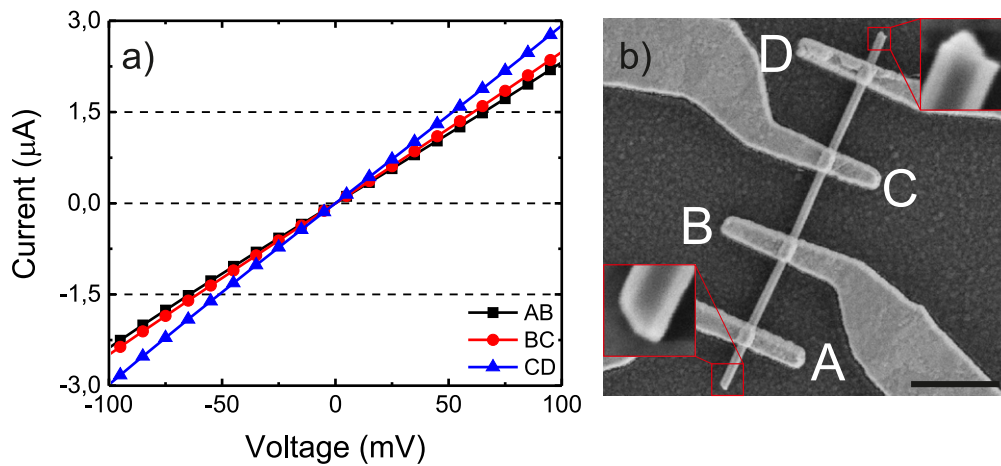 a)
Current (μA)
3,0
1,5
0,0
-1,5
-3,0
-100
-50
0
50
100
Voltage (mV)
AB
BC
CD
b)
D
C
B
A